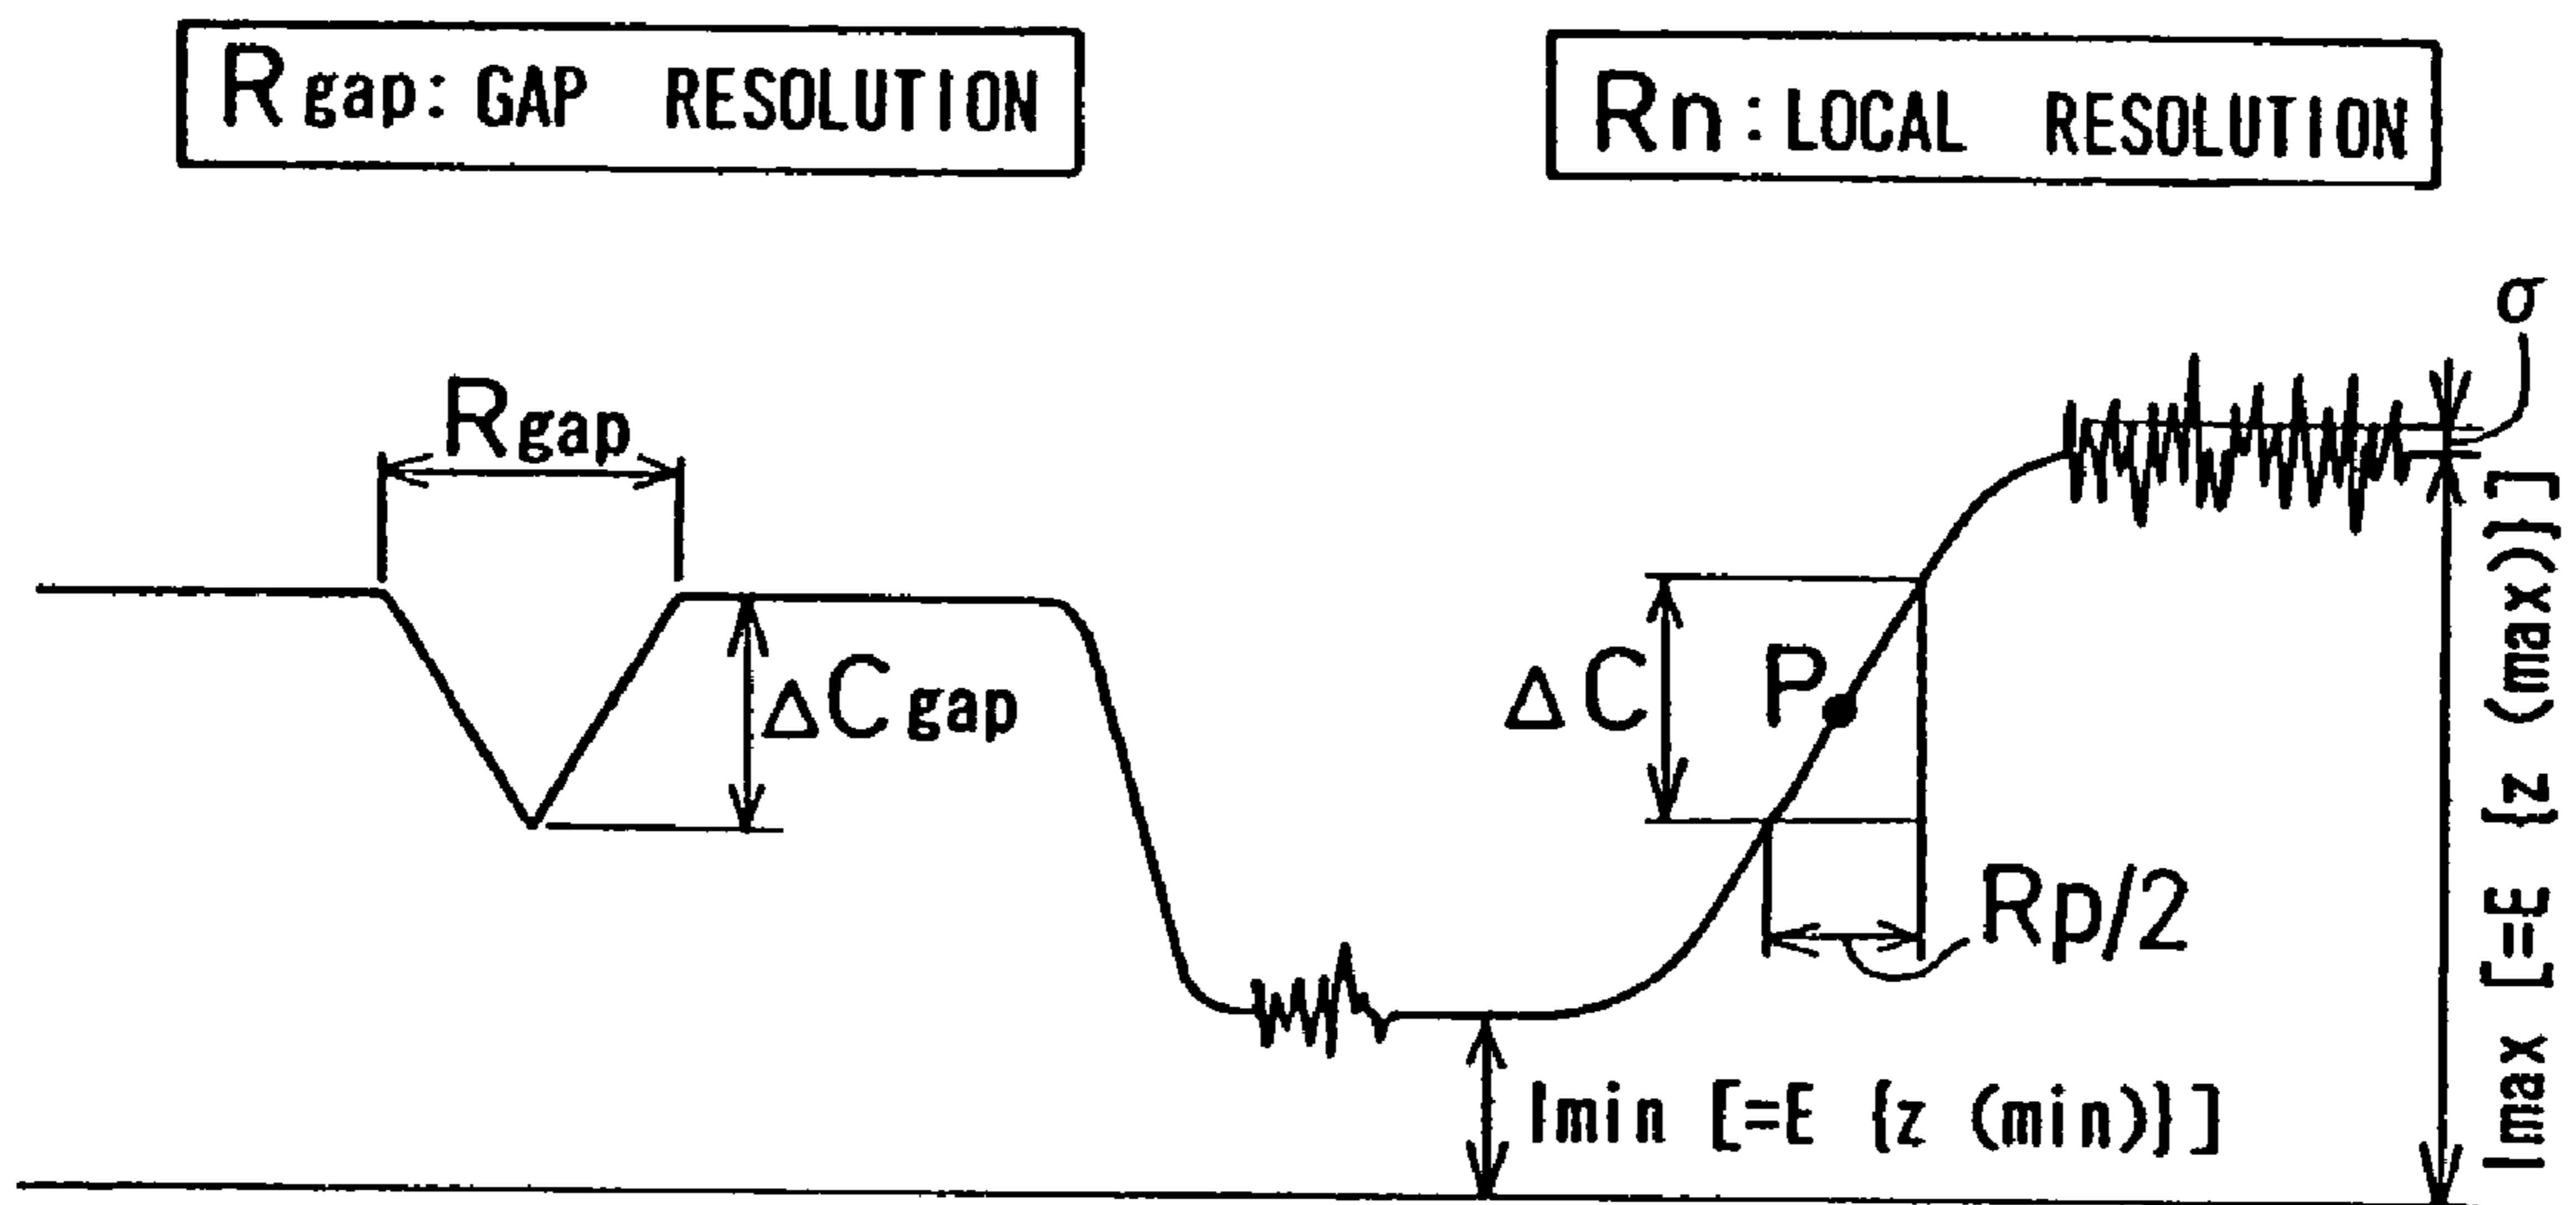 Rgap: GAP RESOLUTION
Rn: LOCAL RESOLUTION
σ
Rgap
ΔCgap
ΔC
P
Rp/2
Imin [=E {z (min)}]
Imax [=E {z (max)}]